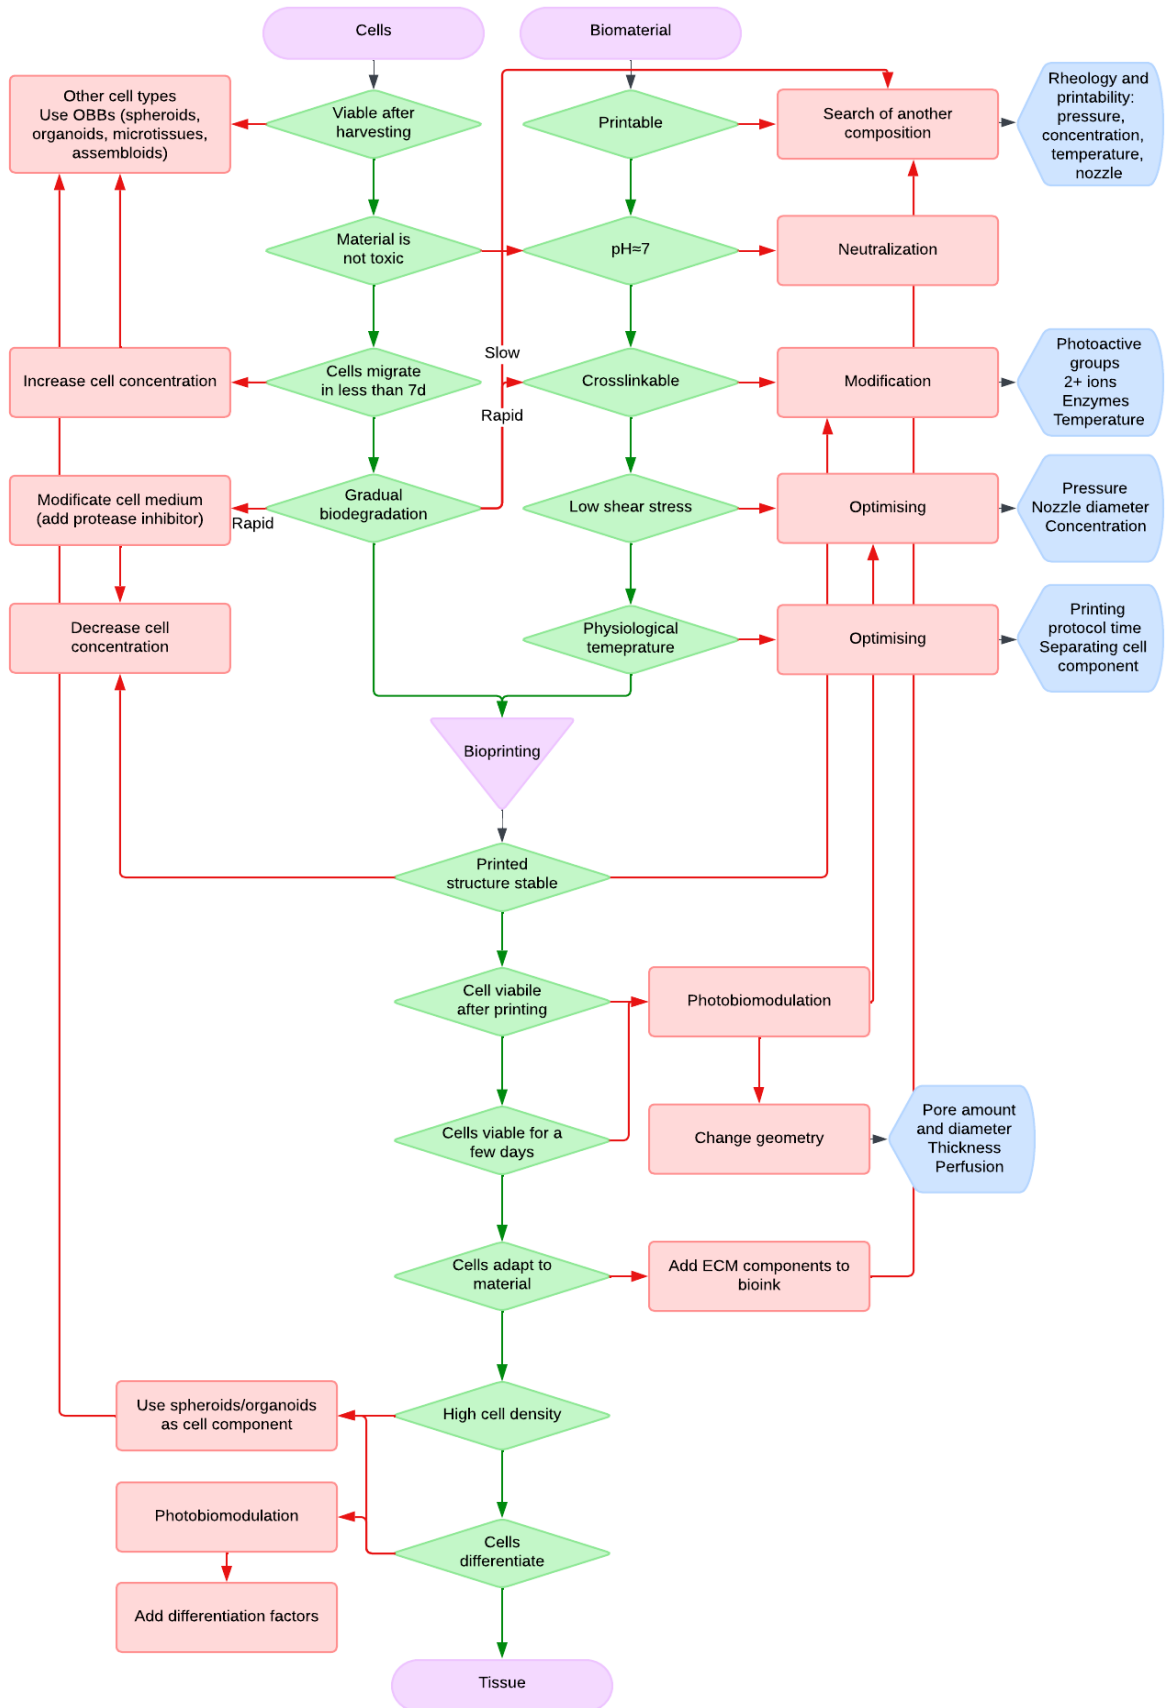 Cells
Biomaterial
Other cell types
Use OBBs (spheroids,
organoids, microtissues,
assembloids)
Viable after
harvesting
Printable
Search of another
composition
Rheology and
printability:
pressure,
concentration,
temperature,
nozzle
Material is
not toxic
pH≈7
Neutralization
Slow
Increase cell concentration
Cells migrate
in less than 7d
Crosslinkable
Modification
Photoactive
groups
2+ ions
Enzymes
Temperature
Rapid
Modificate cell medium
(add protease inhibitor)
Rapid
Gradual
biodegradation
Low shear stress
Optimising
Pressure
Nozzle diameter
Concentration
Decrease cell
concentration
Physiological
temeprature
Optimising
Printing
protocol time
Separating cell
component
Bioprinting
Printed
structure stable
Cell viabile
after printing
Photobiomodulation
Cells viable for a
few days
Change geometry
Pore amount
and diameter
Thickness
Perfusion
Cells adapt to
material
Add ECM components to
bioink
Use spheroids/organoids
as cell component
High cell density
Photobiomodulation
Cells
differentiate
Add differentiation factors
Tissue